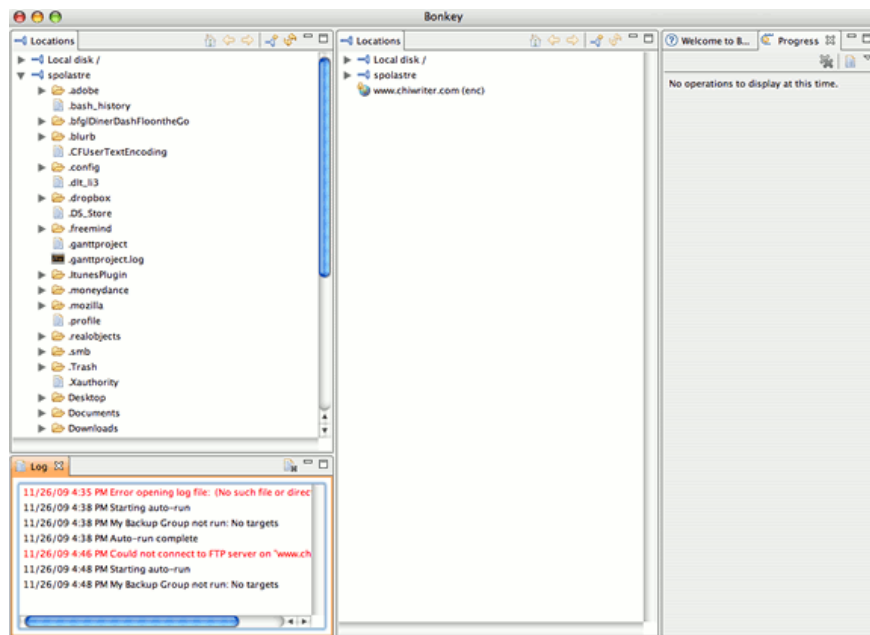 Bonkey
Locations
Local disk /
spolastre
.adobe
.bash_history
.bfglDinerDashFloontheGo
.blurb
.CFUserTextEncoding
.config
.dlt_li3
.dropbox
.DS_Store
.freemind
.ganttproject
.ganttproject.log
.ItunesPlugin
.moneydance
.mozilla
.profile
.realobjects
.smb
.Trash
.Xauthority
Desktop
Documents
Downloads
Log
11/26/09 4:35 PM Error opening log file: (No such file or direc
11/26/09 4:38 PM Starting auto-run
11/26/09 4:38 PM My Backup Group not run: No targets
11/26/09 4:38 PM Auto-run complete
11/26/09 4:46 PM Could not connect to FTP server on "www.ch
11/26/09 4:48 PM Starting auto-run
11/26/09 4:48 PM My Backup Group not run: No targets
Locations
Local disk /
spolastre
www.chiwriter.com (enc)
Welcome to B... Progress
No operations to display at this time.